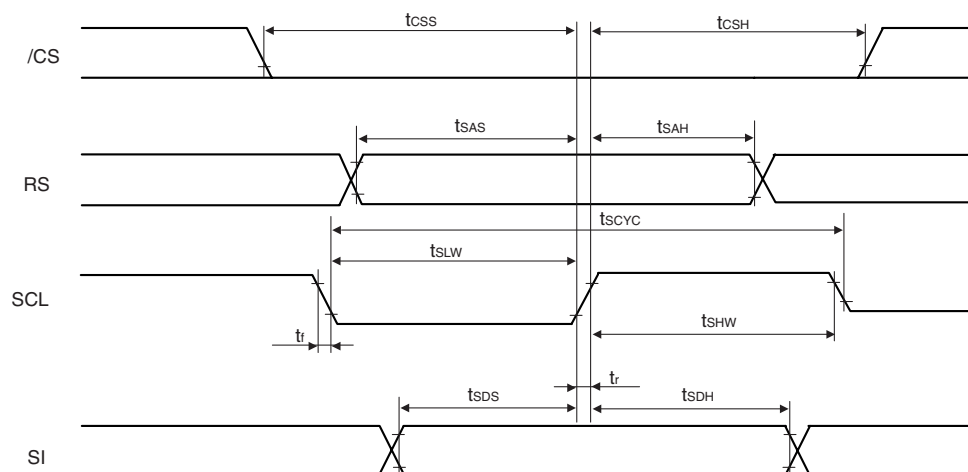 tCSS
tCSH
/CS
tSAS
tSAH
RS
tSCYC
tSLW
SCL
tSHW
tf
tr
tSDS
tSDH
SI